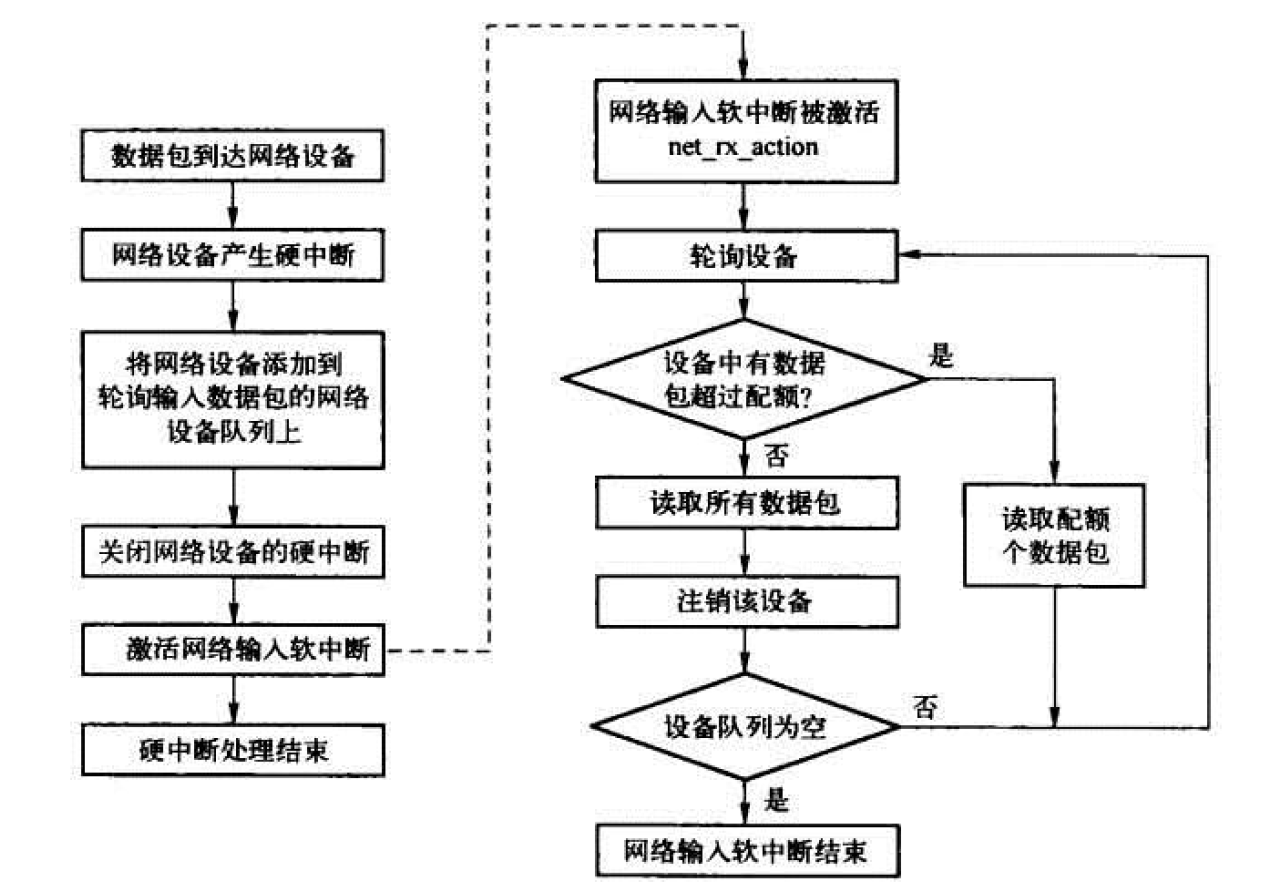 数据包到达网络设备
网络设备产生硬中断
将网络设备添加到
轮询输入数据包的网络
设备队列上
关闭网络设备的硬中断
激活网络输入软中断
硬中断处理结束
网络输入软中断被激活
net_rx_action
轮询设备
设备中有数据
包超过配额?
是
否
读取所有数据包
读取配额
个数据包
注销该设备
设备队列为空
否
是
网络输入软中断结束